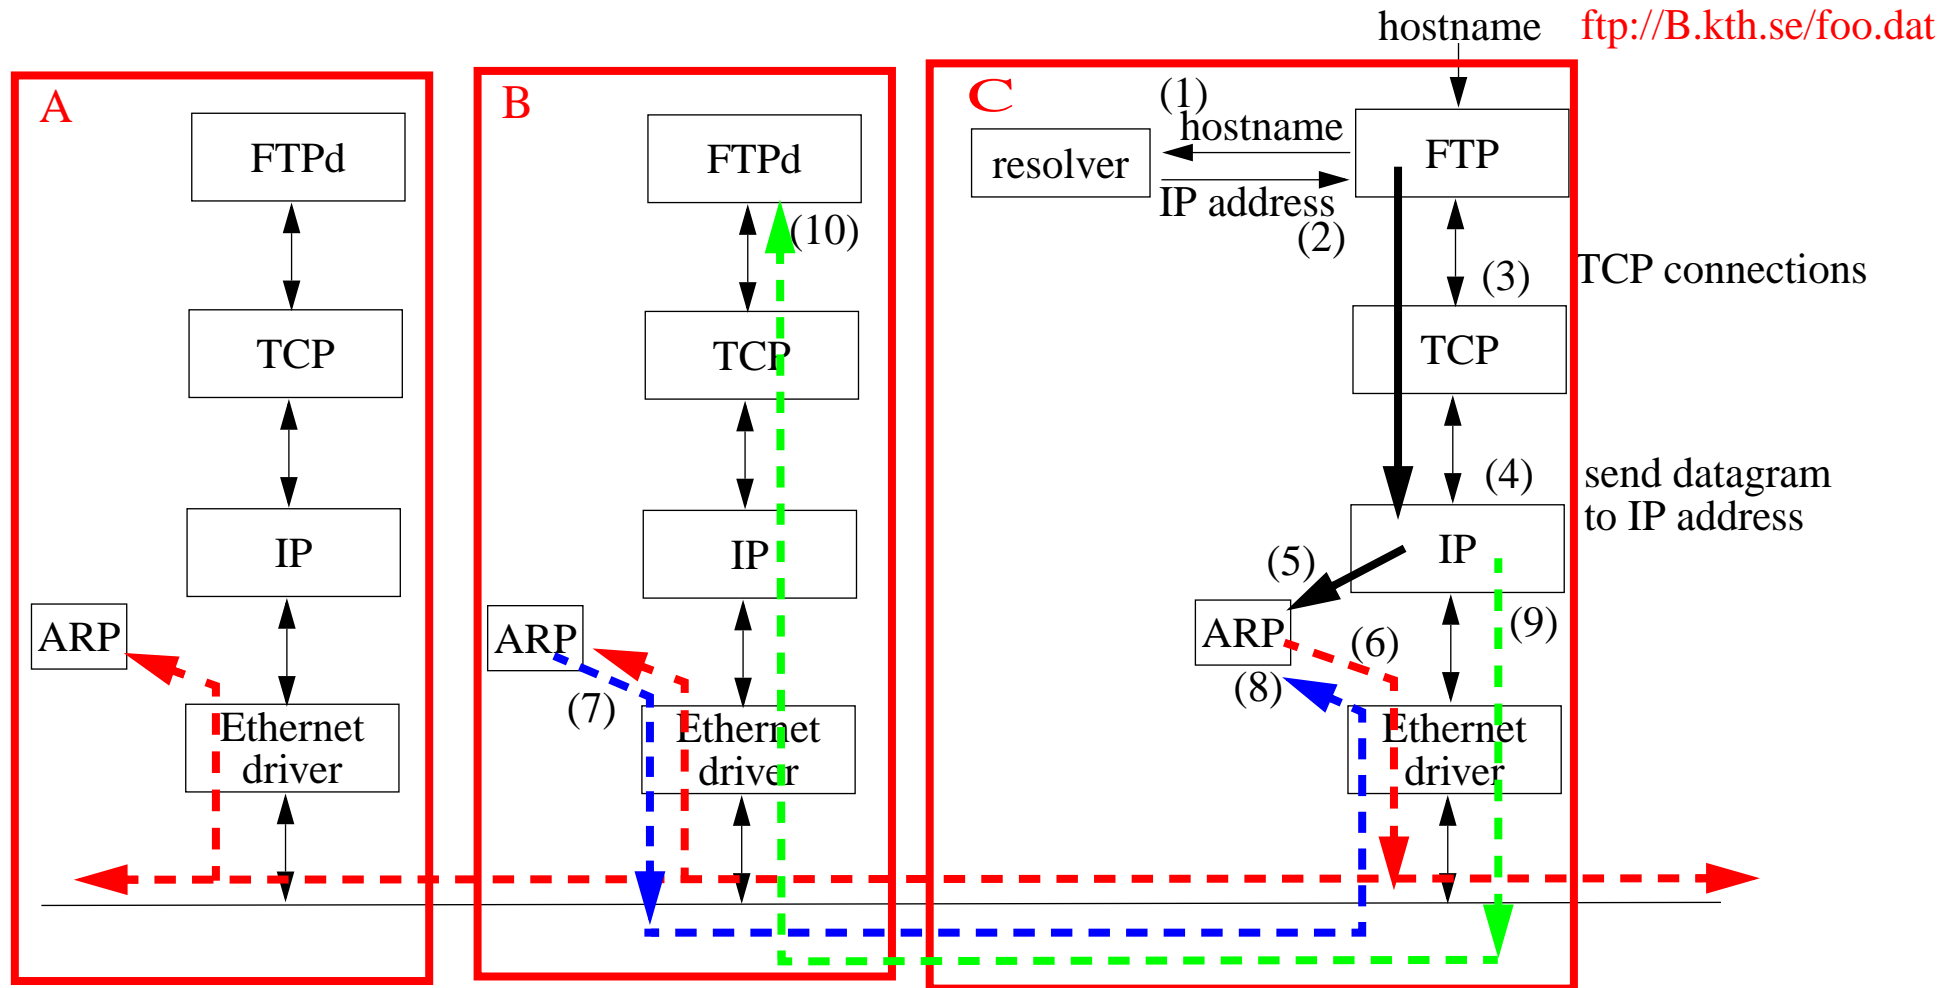 hostname ftp://B.kth.se/foo.dat
A
FTPd
TCP
IP
ARP
Ethernet
driver
B
FTPd
(10)
TCP
IP
ARP
(7)
Ethernet
driver
C
(1)
hostname
resolver
FTP
IP address
(2)
(3)
TCP connections
TCP
(4)
send datagram
to IP address
IP
(5)
ARP
(6)
(9)
(8)
Ethernet
driver